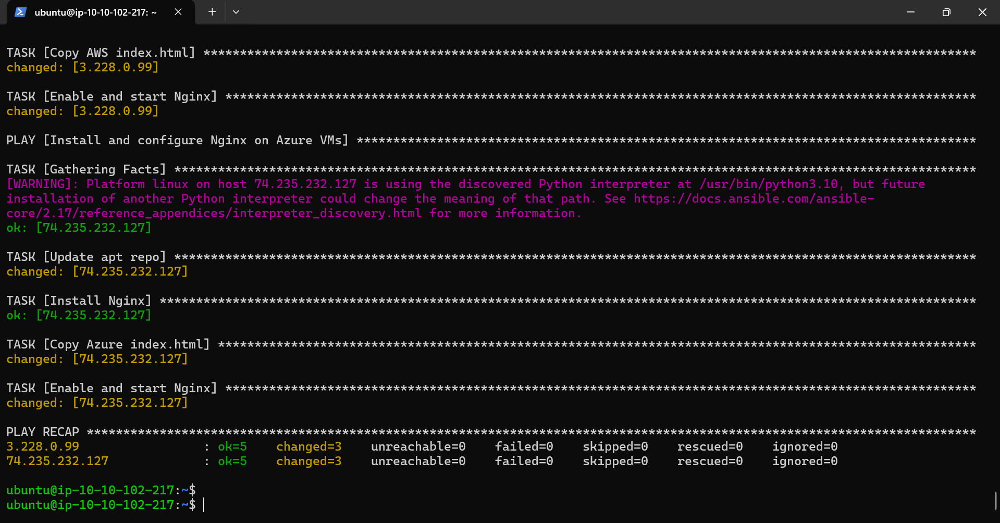 ubuntu@ip-10-10-102-217: ~
TASK [Copy AWS index.html] **********************************************************************************************************
changed: [3.228.0.99]
TASK [Enable and start Nginx] *******************************************************************************************************
changed: [3.228.0.99]
PLAY [Install and configure Nginx on Azure VMs] *************************************************************************************
TASK [Gathering Facts] **************************************************************************************************************
[WARNING]: Platform linux on host 74.235.232.127 is using the discovered Python interpreter at /usr/bin/python3.10, but future
installation of another Python interpreter could change the meaning of that path. See https://docs.ansible.com/ansible-
core/2.17/reference_appendices/interpreter_discovery.html for more information.
ok: [74.235.232.127]
TASK [Update apt repo] **************************************************************************************************************
changed: [74.235.232.127]
TASK [Install Nginx] ****************************************************************************************************************
ok: [74.235.232.127]
TASK [Copy Azure index.html] ********************************************************************************************************
changed: [74.235.232.127]
TASK [Enable and start Nginx] *******************************************************************************************************
changed: [74.235.232.127]
PLAY RECAP **************************************************************************************************************************
3.228.0.99                 : ok=5    changed=3    unreachable=0    failed=0    skipped=0    rescued=0    ignored=0
74.235.232.127             : ok=5    changed=3    unreachable=0    failed=0    skipped=0    rescued=0    ignored=0
ubuntu@ip-10-10-102-217:~$
ubuntu@ip-10-10-102-217:~$